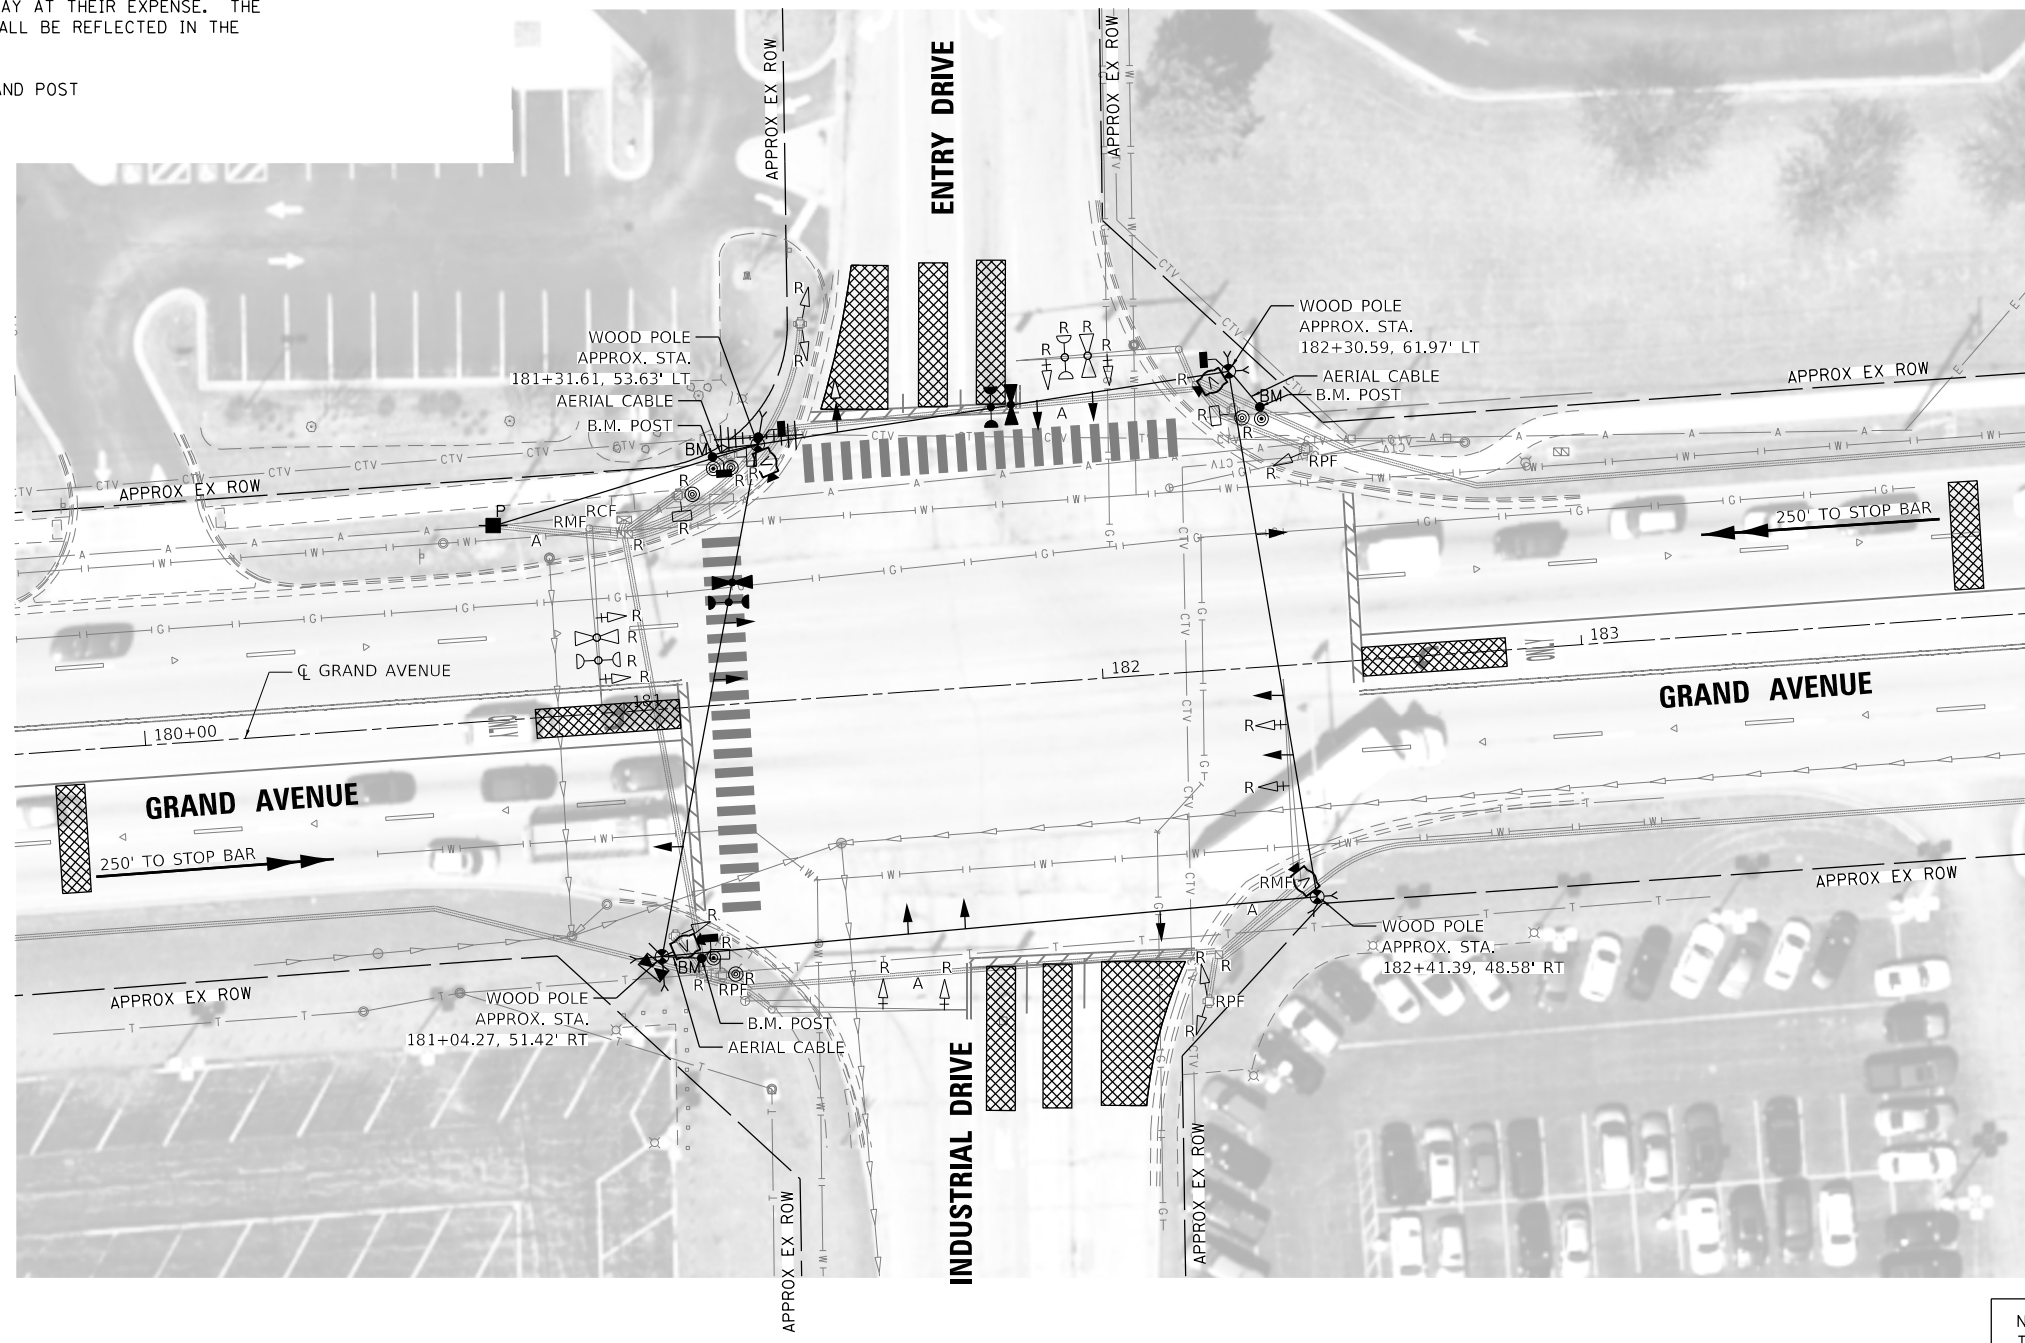 AY AT THEIR EXPENSE. THE
ALL BE REFLECTED IN THE
AND POST
APPROX EX ROW
ENTRY DRIVE
APPROX EX ROW
WOOD POLE
APPROX. STA.
181+31.61, 53.63' LT
AERIAL CABLE
B.M. POST
WOOD POLE
APPROX. STA.
182+30.59, 61.97' LT
AERIAL CABLE
B.M. POST
APPROX EX ROW
APPROX EX ROW
BM
BM
RPF
P
RMF
RCF
A
250' TO STOP BAR
℄ GRAND AVENUE
180+00
181
182
183
GRAND AVENUE
GRAND AVENUE
250' TO STOP BAR
RMF
A
APPROX EX ROW
WOOD POLE
APPROX. STA.
182+41.39, 48.58' RT
APPROX EX ROW
BM
RPF
A
RPF
WOOD POLE
APPROX. STA.
181+04.27, 51.42' RT
B.M. POST
AERIAL CABLE
INDUSTRIAL DRIVE
APPROX EX ROW
APPROX EX ROW